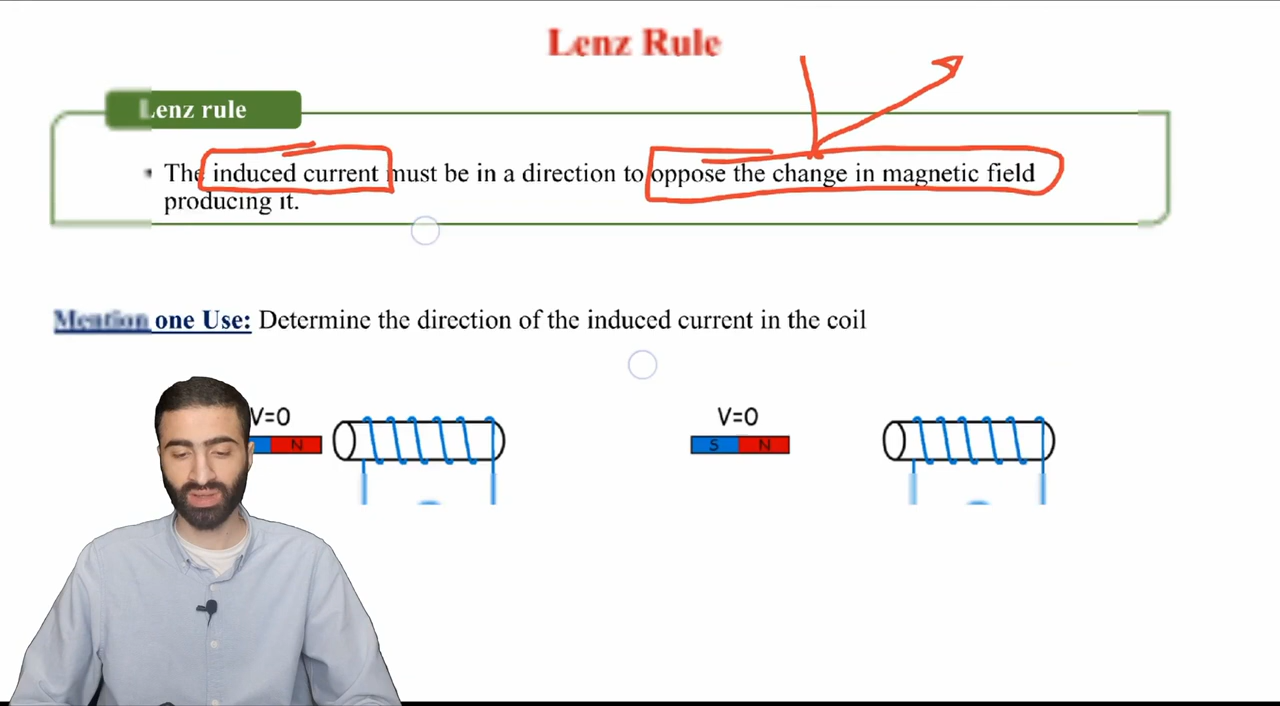 Lenz Rule
Lenz rule
• The induced current must be in a direction to oppose the change in magnetic field
producing it.
Mention one Use: Determine the direction of the induced current in the coil
V=0
N
V=0
S N